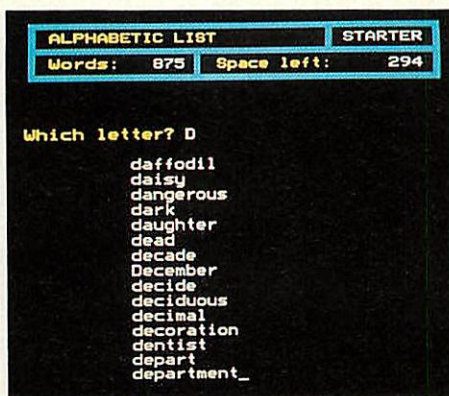 ALPHABETIC LIST STARTER
Words: 875 Space left: 294
Which letter? D
daffodil
daisy
dangerous
dark
daughter
dead
decade
December
decide
deciduous
decimal
decoration
dentist
depart
department_